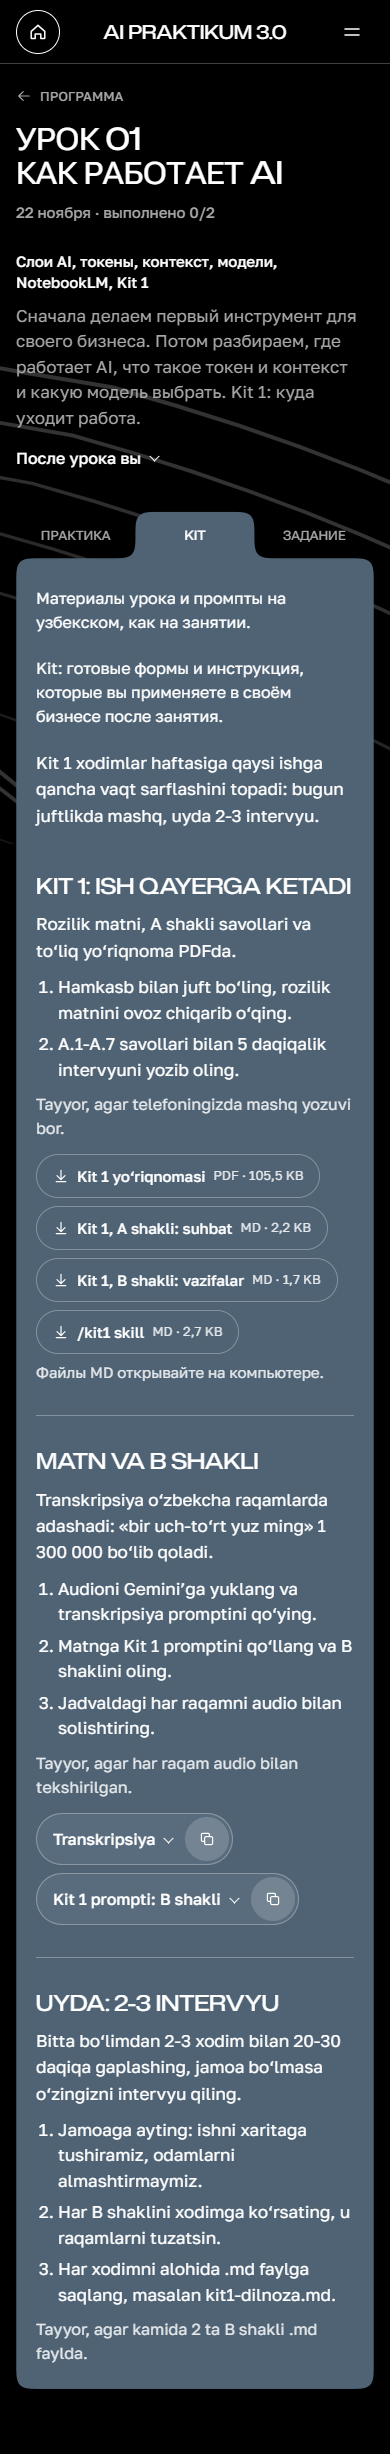 AI PRAKTIKUM 3.0
← ПРОГРАММА
УРОК 01
КАК РАБОТАЕТ AI
22 ноября · выполнено 0/2
Слои AI, токены, контекст, модели,
NotebookLM, Kit 1
Сначала делаем первый инструмент для
своего бизнеса. Потом разбираем, где
работает AI, что такое токен и контекст
и какую модель выбрать. Kit 1: куда
уходит работа.
После урока вы
ПРАКТИКА KIT ЗАДАНИЕ
Материалы урока и промпты на
узбекском, как на занятии.
Kit: готовые формы и инструкция,
которые вы применяете в своём
бизнесе после занятия.
Kit 1 xodimlar haftasiga qaysi ishga
qancha vaqt sarflashini topadi: bugun
juftlikda mashq, uyda 2-3 intervyu.
KIT 1: ISH QAYERGA KETADI
Rozilik matni, A shakli savollari va
toʻliq yoʻriqnoma PDFda.
1. Hamkasb bilan juft boʻling, rozilik
matnini ovoz chiqarib oʻqing.
2. A.1-A.7 savollari bilan 5 daqiqalik
intervyuni yozib oling.
Tayyor, agar telefoningizda mashq yozuvi
bor.
Kit 1 yoʻriqnomasi PDF · 105,5 KB
Kit 1, A shakli: suhbat MD · 2,2 KB
Kit 1, B shakli: vazifalar MD · 1,7 KB
/kit1 skill MD · 2,7 KB
Файлы MD открывайте на компьютере.
MATN VA B SHAKLI
Transkripsiya oʻzbekcha raqamlarda
adashadi: «bir uch-toʻrt yuz ming» 1
300 000 boʻlib qoladi.
1. Audioni Gemini’ga yuklang va
transkripsiya promptini qoʻying.
2. Matnga Kit 1 promptini qoʻllang va B
shaklini oling.
3. Jadvaldagi har raqamni audio bilan
solishtiring.
Tayyor, agar har raqam audio bilan
tekshirilgan.
Transkripsiya
Kit 1 prompti: B shakli
UYDA: 2-3 INTERVYU
Bitta boʻlimdan 2-3 xodim bilan 20-30
daqiqa gaplashing, jamoa boʻlmasa
oʻzingizni intervyu qiling.
1. Jamoaga ayting: ishni xaritaga
tushiramiz, odamlarni
almashtirmaymiz.
2. Har B shaklini xodimga koʻrsating, u
raqamlarni tuzatsin.
3. Har xodimni alohida .md faylga
saqlang, masalan kit1-dilnoza.md.
Tayyor, agar kamida 2 ta B shakli .md
faylda.